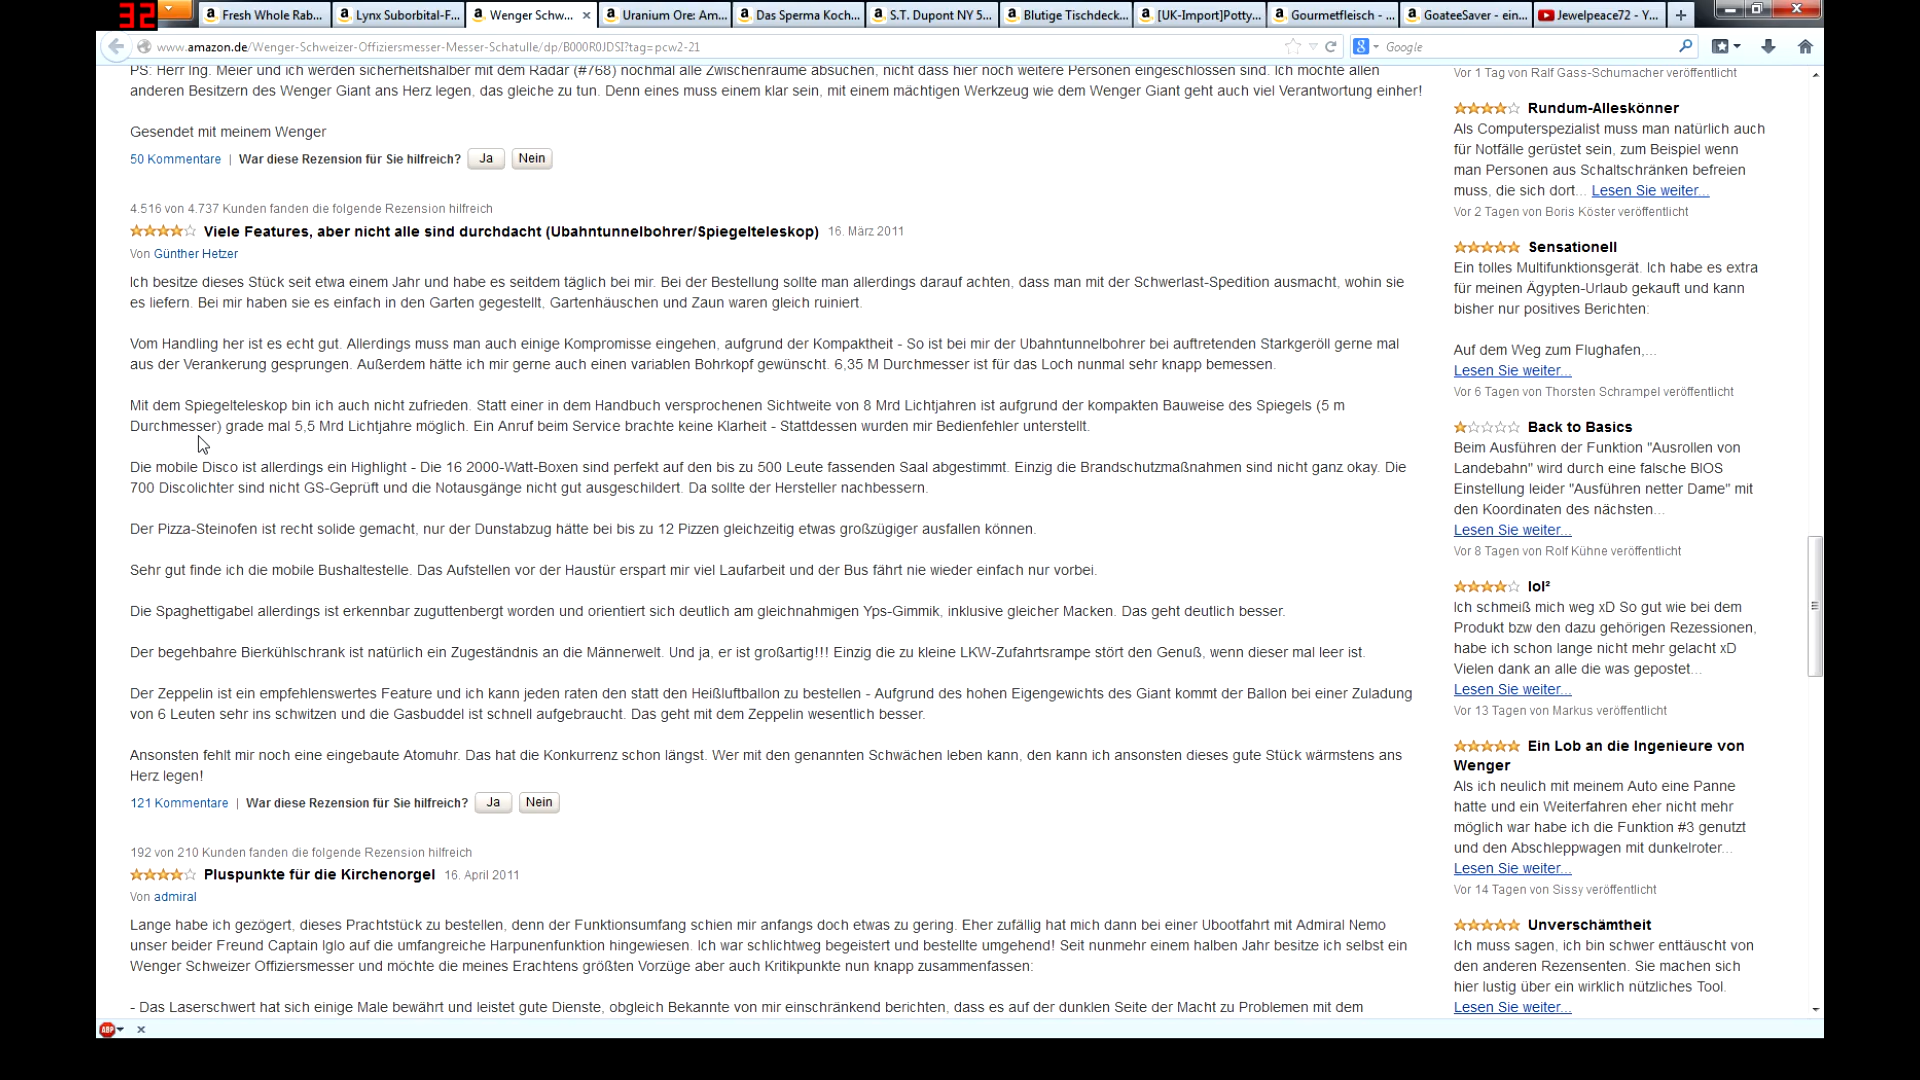 32
Fresh Whole Rab...
Lynx Suborbital-F...
Wenger Schw...
Uranium Ore: Am...
Das Sperma Koch...
S.T. Dupont NY 5...
Blutige Tischdeck...
[UK-Import]Potty...
Gourmetfleisch - ...
GoateeSaver - ein...
Jewelpeace72 - Y...
www.amazon.de/Wenger-Schweizer-Offiziersmesser-Messer-Schatulle/dp/B000R0JDSI?tag=pcw2-21
Google
PS: Herr Ing. Meier und ich werden sicherheitshalber mit dem Radar (#768) nochmal alle Zwischenräume absuchen, nicht dass hier noch weitere Personen eingeschlossen sind. Ich möchte allen
anderen Besitzern des Wenger Giant ans Herz legen, das gleiche zu tun. Denn eines muss einem klar sein, mit einem mächtigen Werkzeug wie dem Wenger Giant geht auch viel Verantwortung einher!
Gesendet mit meinem Wenger
50 Kommentare | War diese Rezension für Sie hilfreich? Ja Nein
4.516 von 4.737 Kunden fanden die folgende Rezension hilfreich
Viele Features, aber nicht alle sind durchdacht (Ubahntunnelbohrer/Spiegelteleskop) 16. März 2011
Von Günther Hetzer
Ich besitze dieses Stück seit etwa einem Jahr und habe es seitdem täglich bei mir. Bei der Bestellung sollte man allerdings darauf achten, dass man mit der Schwerlast-Spedition ausmacht, wohin sie
es liefern. Bei mir haben sie es einfach in den Garten gegestellt, Gartenhäuschen und Zaun waren gleich ruiniert.
Vom Handling her ist es echt gut. Allerdings muss man auch einige Kompromisse eingehen, aufgrund der Kompaktheit - So ist bei mir der Ubahntunnelbohrer bei auftretenden Starkgeröll gerne mal
aus der Verankerung gesprungen. Außerdem hätte ich mir gerne auch einen variablen Bohrkopf gewünscht. 6,35 M Durchmesser ist für das Loch nunmal sehr knapp bemessen.
Mit dem Spiegelteleskop bin ich auch nicht zufrieden. Statt einer in dem Handbuch versprochenen Sichtweite von 8 Mrd Lichtjahren ist aufgrund der kompakten Bauweise des Spiegels (5 m
Durchmesser) grade mal 5,5 Mrd Lichtjahre möglich. Ein Anruf beim Service brachte keine Klarheit - Stattdessen wurden mir Bedienfehler unterstellt.
Die mobile Disco ist allerdings ein Highlight - Die 16 2000-Watt-Boxen sind perfekt auf den bis zu 500 Leute fassenden Saal abgestimmt. Einzig die Brandschutzmaßnahmen sind nicht ganz okay. Die
700 Discolichter sind nicht GS-Geprüft und die Notausgänge nicht gut ausgeschildert. Da sollte der Hersteller nachbessern.
Der Pizza-Steinofen ist recht solide gemacht, nur der Dunstabzug hätte bei bis zu 12 Pizzen gleichzeitig etwas großzügiger ausfallen können.
Sehr gut finde ich die mobile Bushaltestelle. Das Aufstellen vor der Haustür erspart mir viel Laufarbeit und der Bus fährt nie wieder einfach nur vorbei.
Die Spaghettigabel allerdings ist erkennbar zuguttenbergt worden und orientiert sich deutlich am gleichnamigen Yps-Gimmik, inklusive gleicher Macken. Das geht deutlich besser.
Der begehbahre Bierkühlschrank ist natürlich ein Zugeständnis an die Männerwelt. Und ja, er ist großartig!!! Einzig die zu kleine LKW-Zufahrtsrampe stört den Genuß, wenn dieser mal leer ist.
Der Zeppelin ist ein empfehlenswertes Feature und ich kann jeden raten den statt den Heißluftballon zu bestellen - Aufgrund des hohen Eigengewichts des Giant kommt der Ballon bei einer Zuladung
von 6 Leuten sehr ins schwitzen und die Gasbuddel ist schnell aufgebraucht. Das geht mit dem Zeppelin wesentlich besser.
Ansonsten fehlt mir noch eine eingebaute Atomuhr. Das hat die Konkurrenz schon längst. Wer mit den genannten Schwächen leben kann, den kann ich ansonsten dieses gute Stück wärmstens ans
Herz legen!
121 Kommentare | War diese Rezension für Sie hilfreich? Ja Nein
192 von 210 Kunden fanden die folgende Rezension hilfreich
Pluspunkte für die Kirchenorgel 16. April 2011
Von admiral
Lange habe ich gezögert, dieses Prachtstück zu bestellen, denn der Funktionsumfang schien mir anfangs doch etwas zu gering. Eher zufällig hat mich dann bei einer Ubootfahrt mit Admiral Nemo
unser beider Freund Captain Iglo auf die umfangreiche Harpunenfunktion hingewiesen. Ich war schlichtweg begeistert und bestellte umgehend! Seit nunmehr einem halben Jahr besitze ich selbst ein
Wenger Schweizer Offiziersmesser und möchte die meines Erachtens größten Vorzüge aber auch Kritikpunkte nun knapp zusammenfassen:
- Das Laserschwert hat sich einige Male bewährt und leistet gute Dienste, obgleich Bekannte von mir einschränkend berichten, dass es auf der dunklen Seite der Macht zu Problemen mit dem
Vor 1 Tag von Ralf Gass-Schumacher veröffentlicht
Rundum-Alleskönner
Als Computerspezialist muss man natürlich auch
für Notfälle gerüstet sein, zum Beispiel wenn
man Personen aus Schaltschränken befreien
muss, die sich dort... Lesen Sie weiter...
Vor 2 Tagen von Boris Köster veröffentlicht
Sensationell
Ein tolles Multifunktionsgerät. Ich habe es extra
für meinen Ägypten-Urlaub gekauft und kann
bisher nur positives Berichten:
Auf dem Weg zum Flughafen,...
Lesen Sie weiter...
Vor 6 Tagen von Thorsten Schrampel veröffentlicht
Back to Basics
Beim Ausführen der Funktion "Ausrollen von
Landebahn" wird durch eine falsche BIOS
Einstellung leider "Ausführen netter Dame" mit
den Koordinaten des nächsten...
Lesen Sie weiter...
Vor 8 Tagen von Rolf Kühne veröffentlicht
lol²
Ich schmeiß mich weg xD So gut wie bei dem
Produkt bzw den dazu gehörigen Rezessionen,
habe ich schon lange nicht mehr gelacht xD
Vielen dank an alle die was gepostet...
Lesen Sie weiter...
Vor 13 Tagen von Markus veröffentlicht
Ein Lob an die Ingenieure von
Wenger
Als ich neulich mit meinem Auto eine Panne
hatte und ein Weiterfahren eher nicht mehr
möglich war habe ich die Funktion #3 genutzt
und den Abschleppwagen mit dunkelroter...
Lesen Sie weiter...
Vor 14 Tagen von Sissy veröffentlicht
Unverschämtheit
Ich muss sagen, ich bin schwer enttäuscht von
den anderen Rezensenten. Sie machen sich
hier lustig über ein wirklich nützliches Tool.
Lesen Sie weiter...
ABP